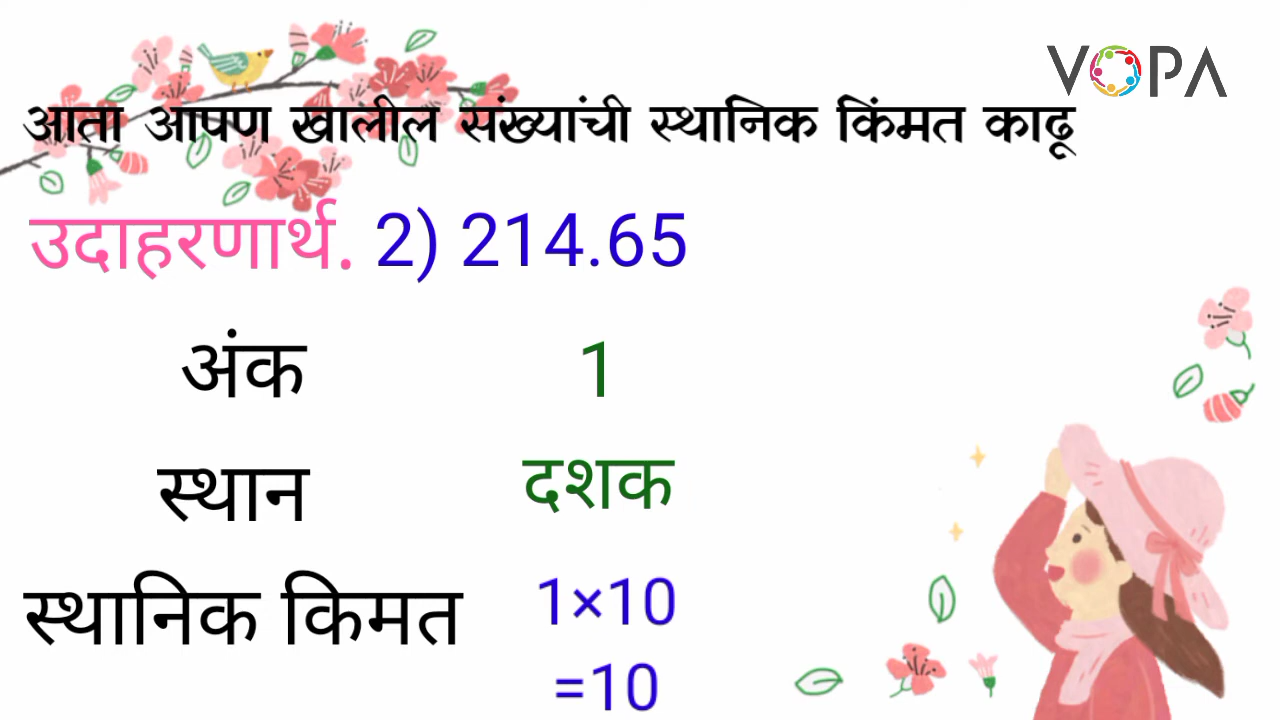 VOPA
आता आपण खालील संख्यांची स्थानिक किंमत काढू
उदाहरणार्थ. 2) 214.65
अंक 1
स्थान दशक
स्थानिक किमत 1×10
=10